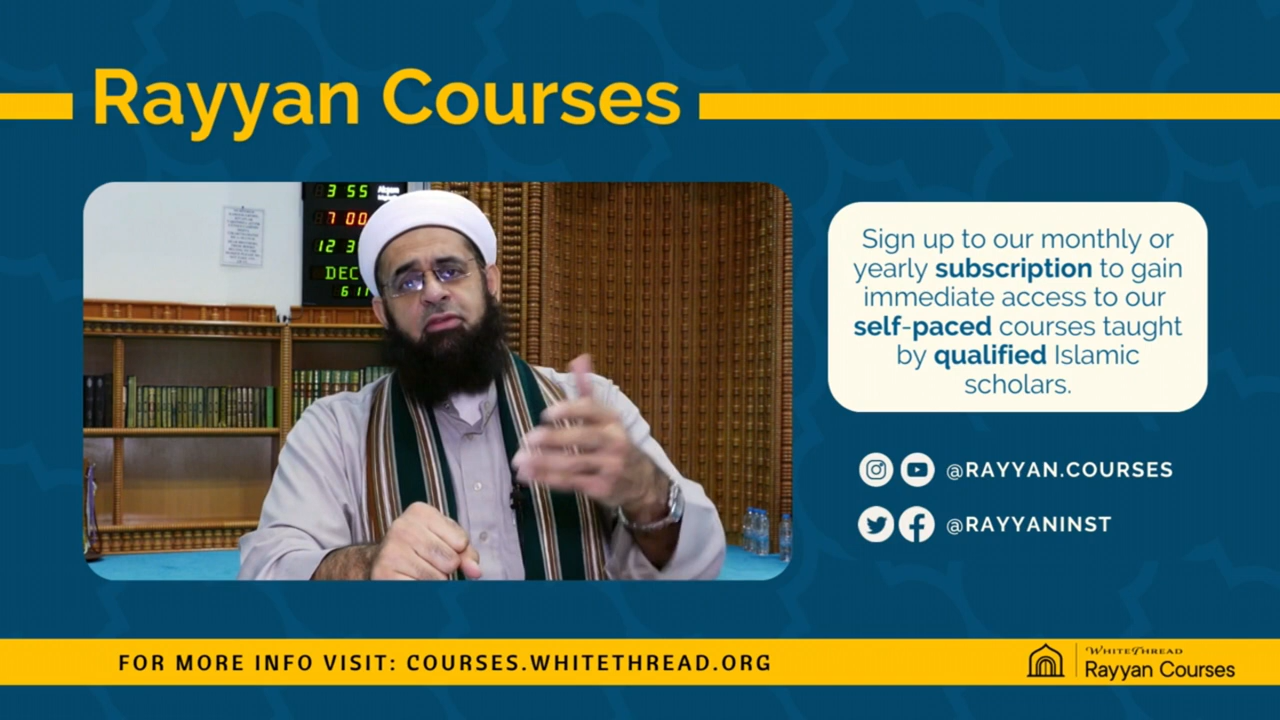 Rayyan Courses
3 55
7 00
12 3
DEC
6 11
Sign up to our monthly or
yearly subscription to gain
immediate access to our
self-paced courses taught
by qualified Islamic
scholars.
@RAYYAN.COURSES
@RAYYANINST
FOR MORE INFO VISIT: COURSES.WHITETHREAD.ORG
WHITETHREAD
Rayyan Courses